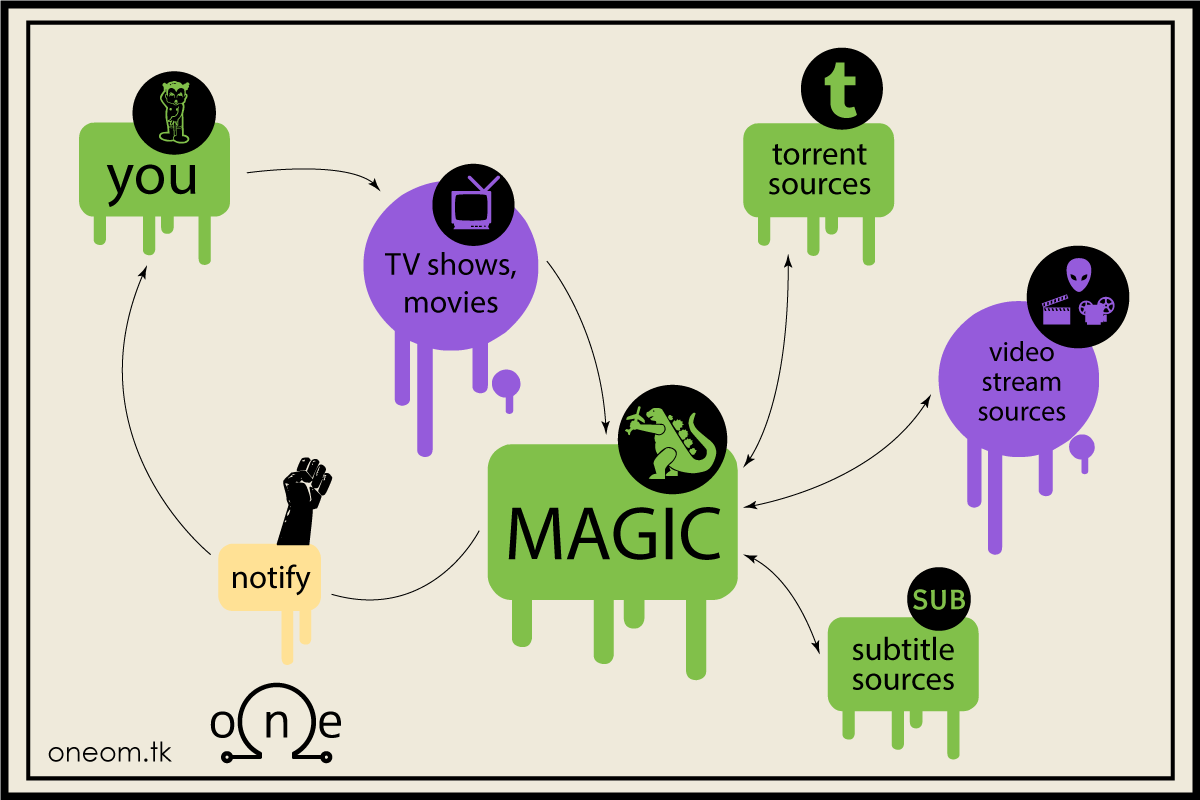 you
TV shows,
movies
t
torrent
sources
video
stream
sources
MAGIC
notify
SUB
subtitle
sources
one
oneom.tk